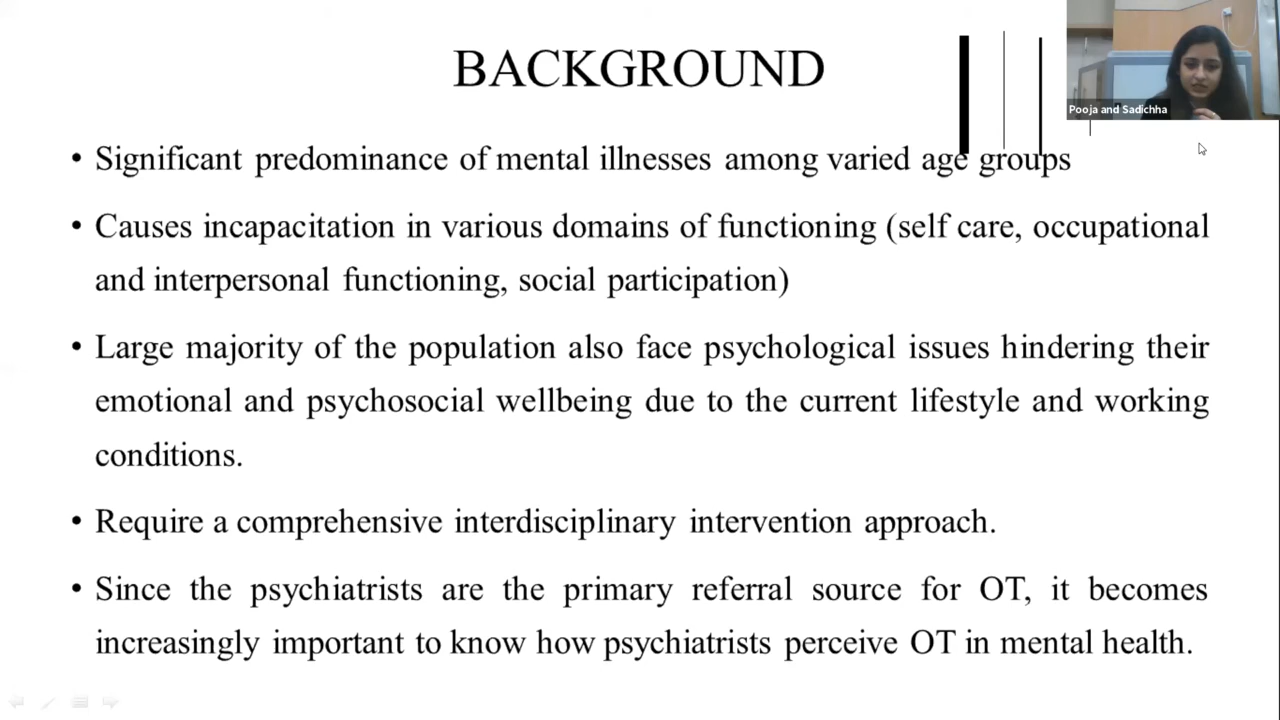 BACKGROUND
Pooja and Sadichha
• Significant predominance of mental illnesses among varied age groups
• Causes incapacitation in various domains of functioning (self care, occupational
and interpersonal functioning, social participation)
• Large majority of the population also face psychological issues hindering their
emotional and psychosocial wellbeing due to the current lifestyle and working
conditions.
• Require a comprehensive interdisciplinary intervention approach.
• Since the psychiatrists are the primary referral source for OT, it becomes
increasingly important to know how psychiatrists perceive OT in mental health.